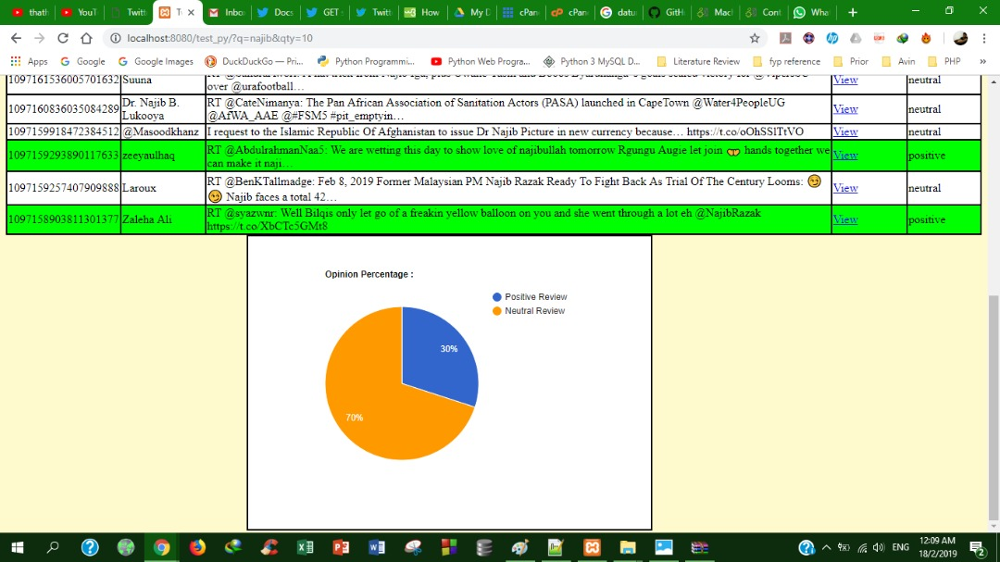 thath
YouT
Twitt
T
Inbo
Docs
GET
Twitt
How
My D
cPan
cPan
datu
GitH
Macl
Cont
What
localhost:8080/test_py/?q=najib&qty=10
Apps
Google
Google Images
DuckDuckGo — Pri...
Python Programmi...
Python Web Progra...
Python 3 MySQL D...
Literature Review
fyp reference
Prior
Avin
PHP
1097161536005701632 Suuna over @urafootball… View neutral
1097160836035084289 Dr. Najib B. Lukooya RT @CateNimanya: The Pan African Association of Sanitation Actors (PASA) launched in CapeTown @Water4PeopleUG View neutral
@AfWA_AAE @#FSM5 #pit_emptyin…
1097159918472384512 @Masoodkhanz I request to the Islamic Republic Of Afghanistan to issue Dr Najib Picture in new currency because… https://t.co/oOhSSlTtVO View neutral
1097159293890117633 zeeyaulhaq RT @AbdulrahmanNaa5: We are wetting this day to show love of najibullah tomorrow Rgungu Augie let join hands together we View positive
can make it naji…
1097159257407909888 Laroux RT @BenKTallmadge: Feb 8, 2019 Former Malaysian PM Najib Razak Ready To Fight Back As Trial Of The Century Looms: 😏 View neutral
😏 Najib faces a total 42…
1097158903811301377 Zaleha Ali RT @syazwnr: Well Bilqis only let go of a freakin yellow balloon on you and she went through a lot eh @NajibRazak View positive
https://t.co/XbCTc5GMt8
Opinion Percentage :
Positive Review
Neutral Review
30%
70%
ENG
12:09 AM
18/2/2019
2